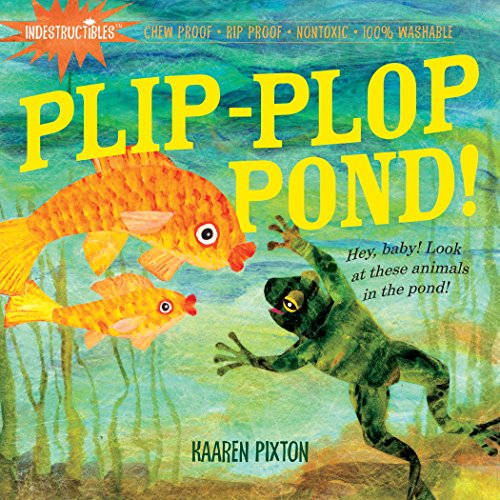 INDESTRUCTIBLES™
CHEW PROOF • RIP PROOF • NONTOXIC • 100% WASHABLE
PLIP-PLOP
POND!
Hey, baby! Look
at these animals
in the pond!
KAAREN PIXTON